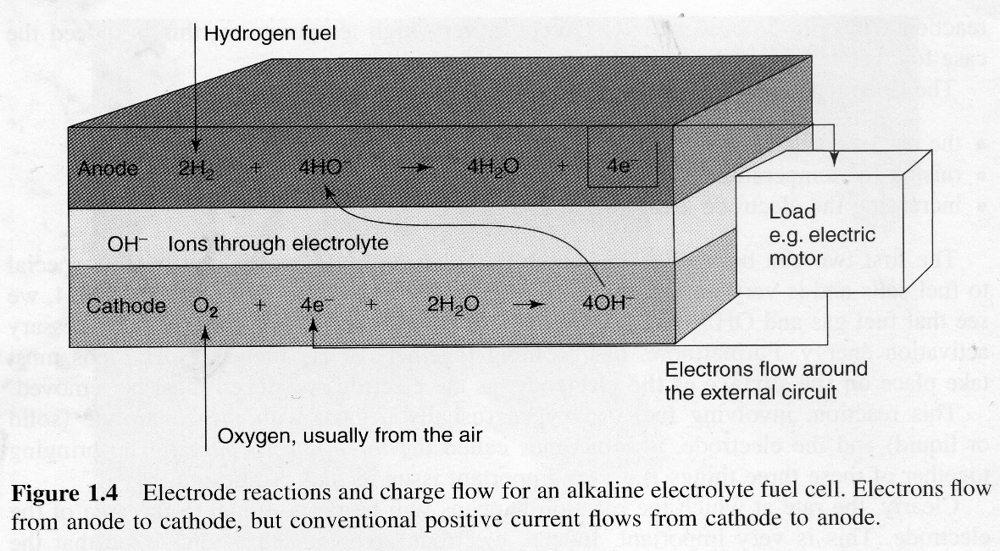 Hydrogen fuel
Anode 2H₂ + 4HO⁻ → 4H₂O + 4e⁻
Load
e.g. electric
motor
OH⁻ Ions through electrolyte
Cathode O₂ + 4e⁻ + 2H₂O → 4OH⁻
Electrons flow around
the external circuit
Oxygen, usually from the air
Figure 1.4 Electrode reactions and charge flow for an alkaline electrolyte fuel cell. Electrons flow
from anode to cathode, but conventional positive current flows from cathode to anode.